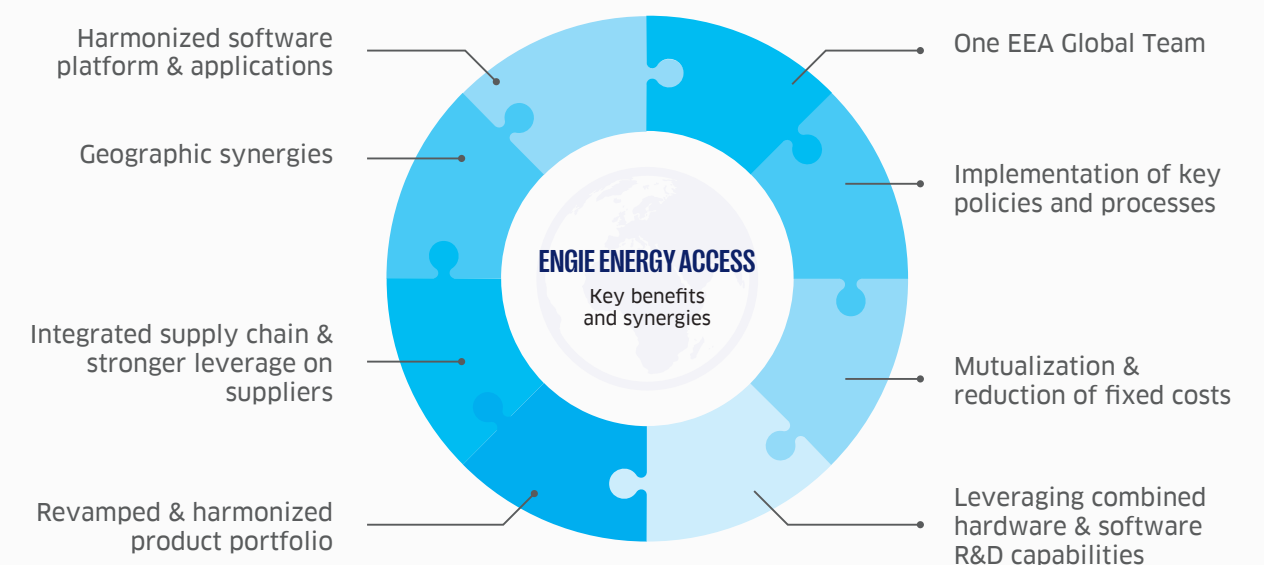 Harmonized software
platform & applications
Geographic synergies
Integrated supply chain &
stronger leverage on
suppliers
Revamped & harmonized
product portfolio
ENGIE ENERGY ACCESS
Key benefits
and synergies
One EEA Global Team
Implementation of key
policies and processes
Mutualization &
reduction of fixed costs
Leveraging combined
hardware & software
R&D capabilities